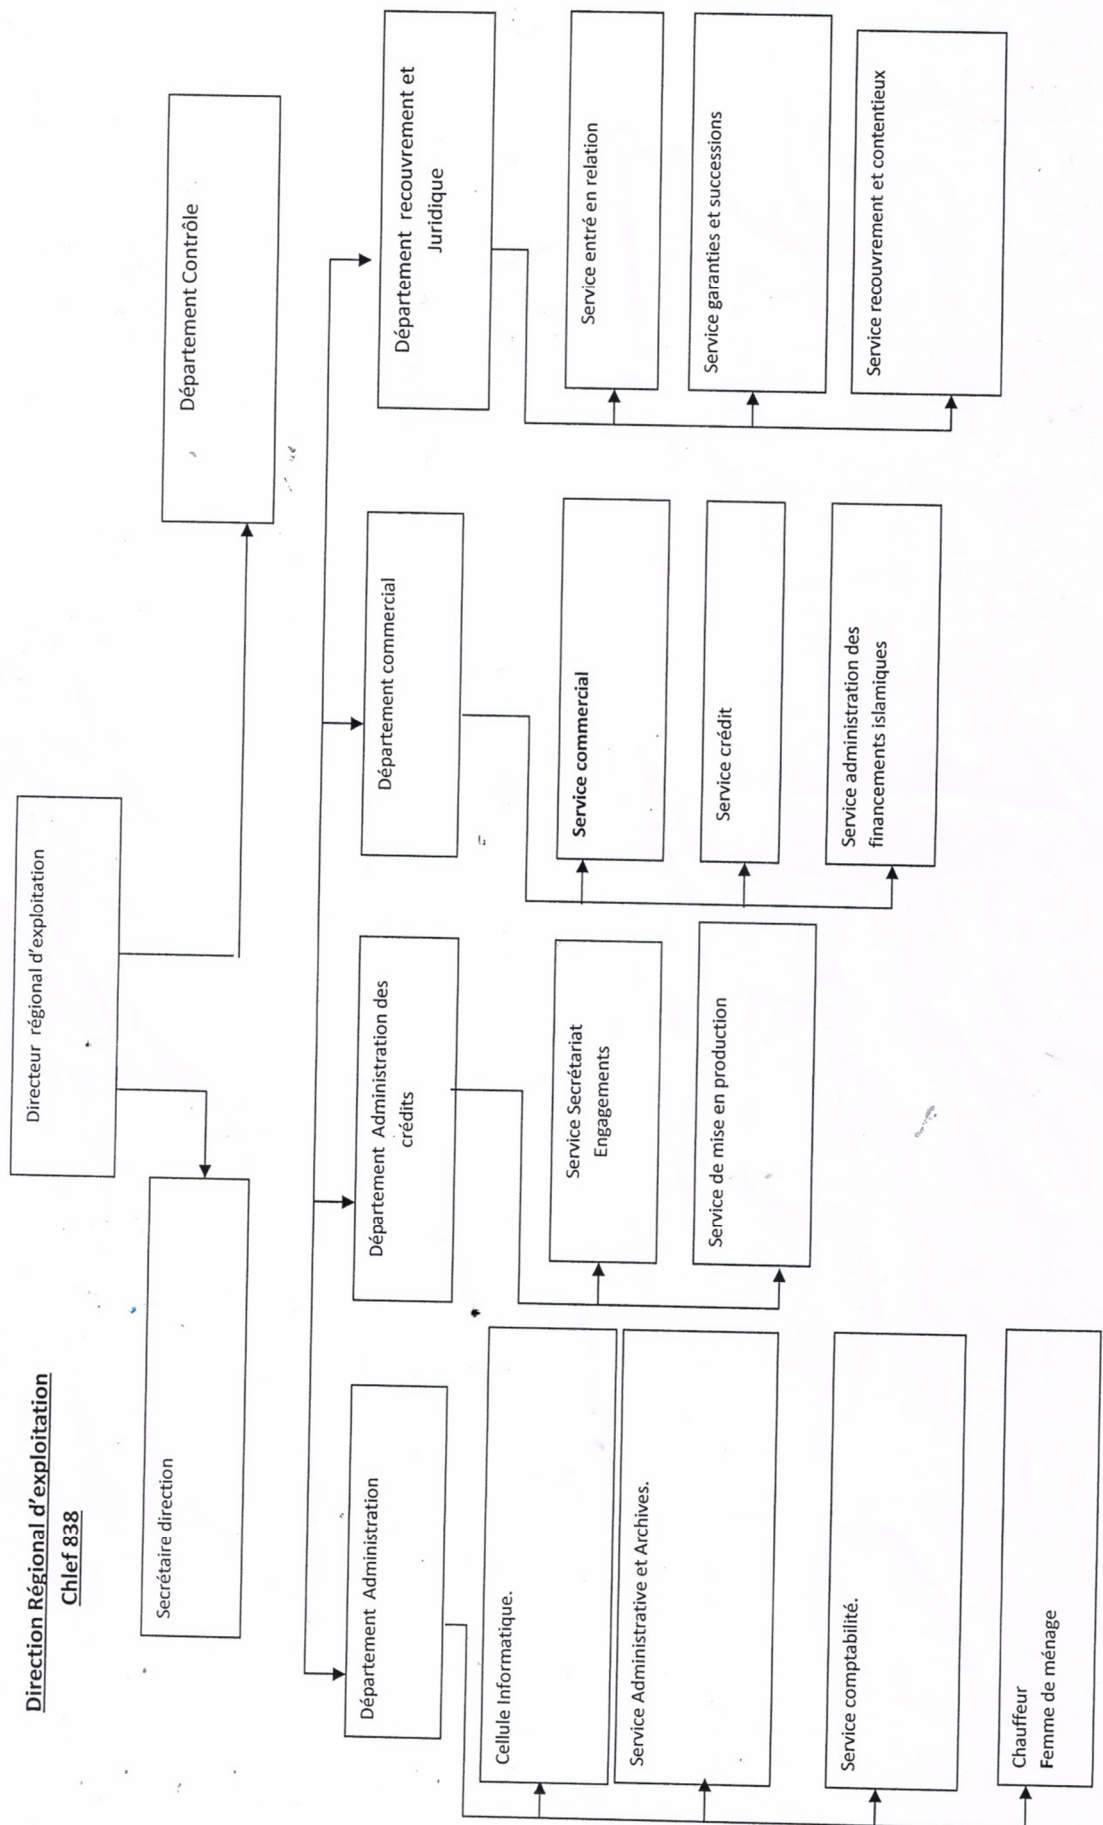 Direction Régional d'exploitation
Chlef 838
Directeur régional d'exploitation
Secrétaire direction
Département Contrôle
Département Administration
Cellule Informatique.
Service Administrative et Archives.
Service comptabilité.
Chauffeur
Femme de ménage
Département Administration des
crédits
Service Secrétariat
Engagements
Service de mise en production
Département commercial
Service commercial
Service crédit
Service administration des
financements islamiques
Département recouvrement et
Juridique
Service entré en relation
Service garanties et successions
Service recouvrement et contentieux